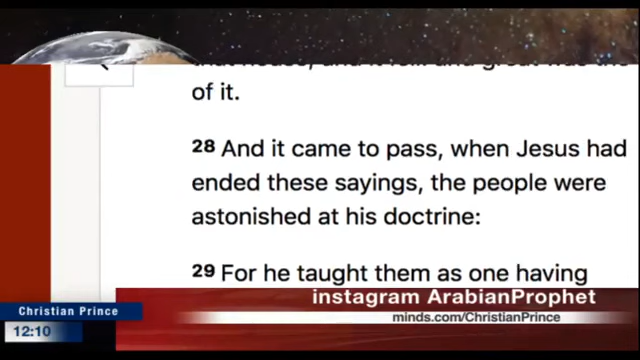 of it.
28 And it came to pass, when Jesus had
ended these sayings, the people were
astonished at his doctrine:
29 For he taught them as one having
instagram ArabianProphet
Christian Prince
minds.com/ChristianPrince
12:10